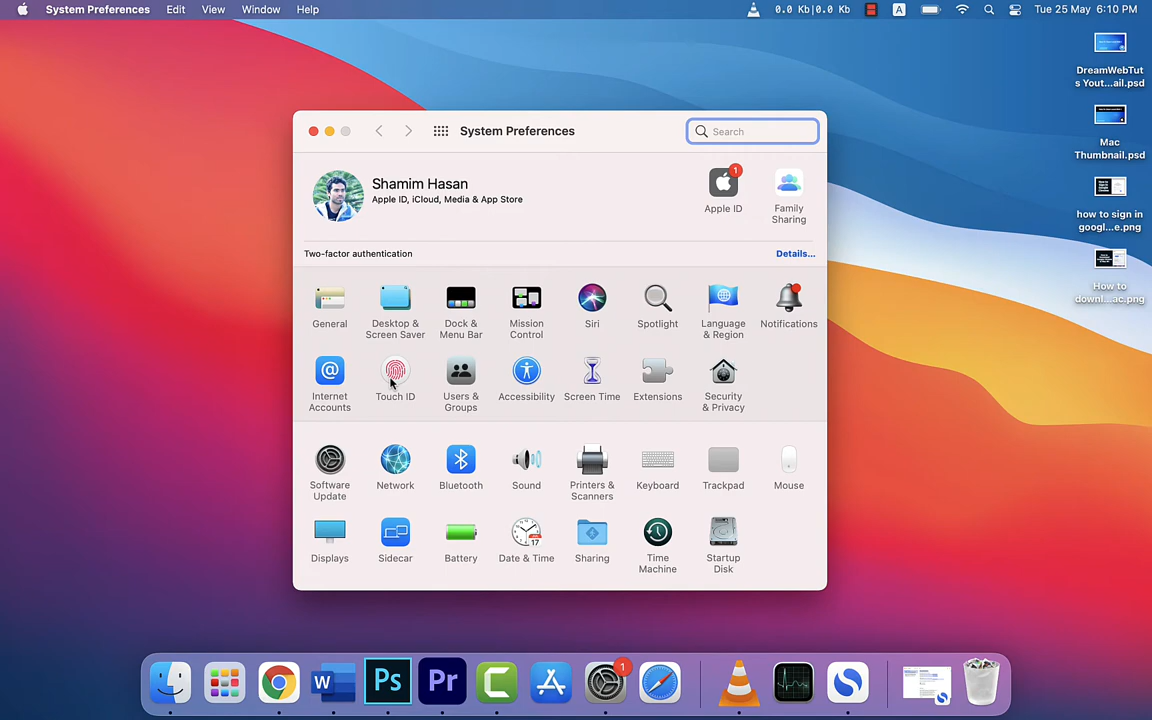 System Preferences Edit View Window Help
0.0 Kb|0.0 Kb A Tue 25 May 6:10 PM
DreamWebTut
s Yout...ail.psd
Mac
Thumbnail.psd
how to sign in
googl...e.png
How to
downl...ac.png
System Preferences
Search
Shamim Hasan
Apple ID, iCloud, Media & App Store
1
Apple ID
Family
Sharing
Two-factor authentication
Details...
General
Desktop &
Screen Saver
Dock &
Menu Bar
Mission
Control
Siri
Spotlight
Language
& Region
Notifications
@
Internet
Accounts
Touch ID
Users &
Groups
Accessibility
Screen Time
Extensions
Security
& Privacy
Software
Update
Network
Bluetooth
Sound
Printers &
Scanners
Keyboard
Trackpad
Mouse
Displays
Sidecar
Battery
17
Date & Time
Sharing
Time
Machine
Startup
Disk
W
Ps
Pr
C
1